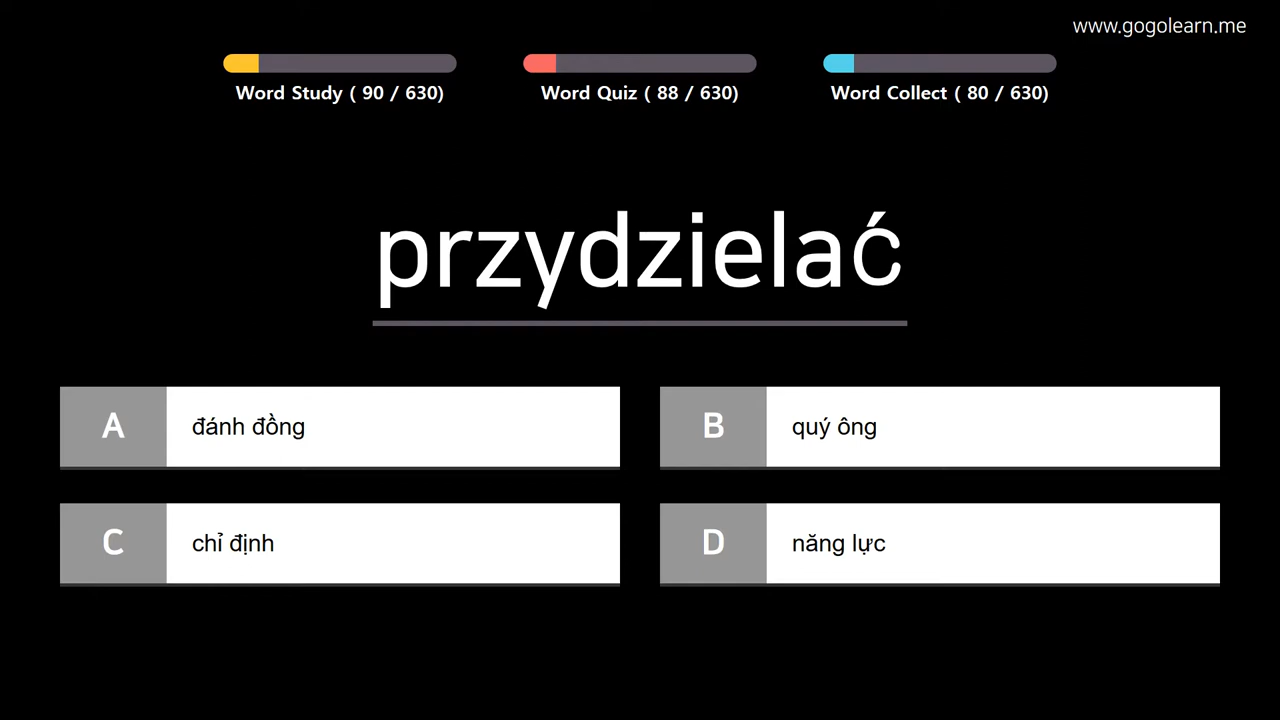 www.gogolearn.me
Word Study ( 90 / 630)
Word Quiz ( 88 / 630)
Word Collect ( 80 / 630)
przydzielać
A đánh đồng
B quý ông
C chỉ định
D năng lực